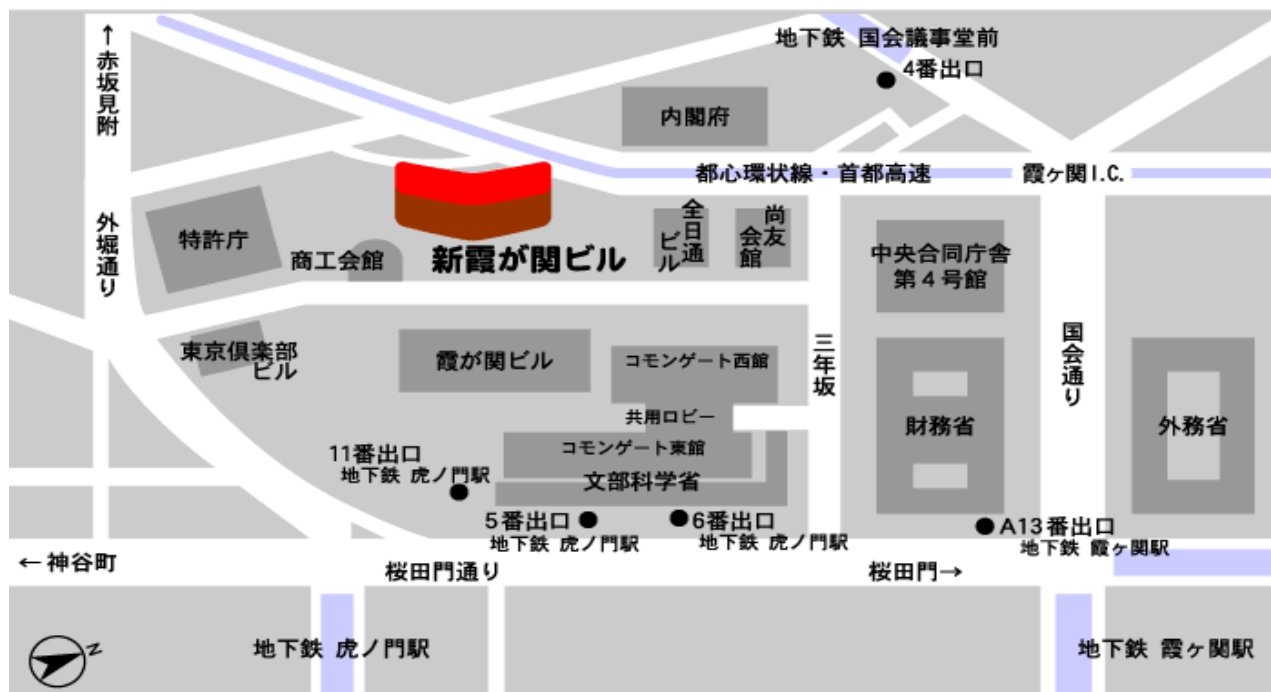 ↑赤坂見附
地下鉄 国会議事堂前
4番出口
内閣府
都心環状線・首都高速
霞ヶ関I.C.
外堀通り
特許庁
商工会館
新霞が関ビル
全日通
ビル
尚友
会館
中央合同庁舎
第4号館
東京倶楽部
ビル
霞が関ビル
コモンゲート西館
三年坂
国会通り
共用ロビー
財務省
外務省
コモンゲート東館
文部科学省
11番出口
地下鉄 虎ノ門駅
5番出口
地下鉄 虎ノ門駅
6番出口
地下鉄 虎ノ門駅
A13番出口
地下鉄 霞ヶ関駅
←神谷町
桜田門通り
桜田門→
地下鉄 虎ノ門駅
地下鉄 霞ヶ関駅
N